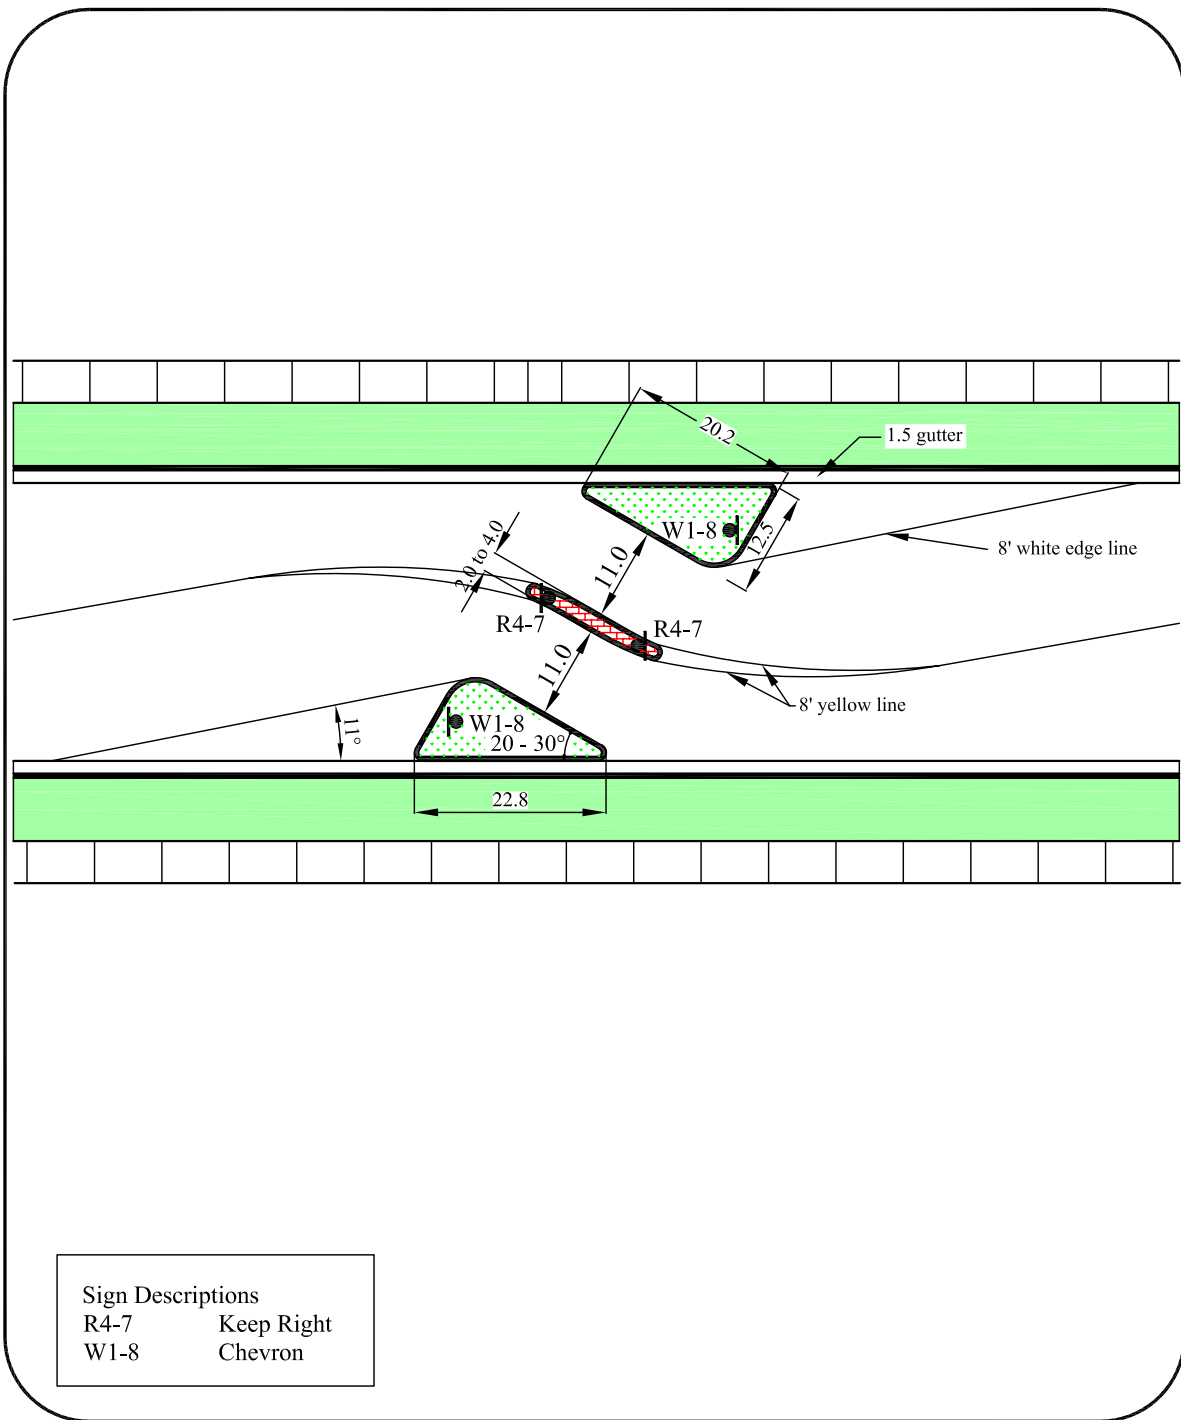 20.2
1.5 gutter
W1-8
12.5
2.0 to 4.0
11.0
8' white edge line
R4-7
R4-7
11.0
8' yellow line
11°
W1-8
20 - 30°
22.8
Sign Descriptions
R4-7 Keep Right
W1-8 Chevron